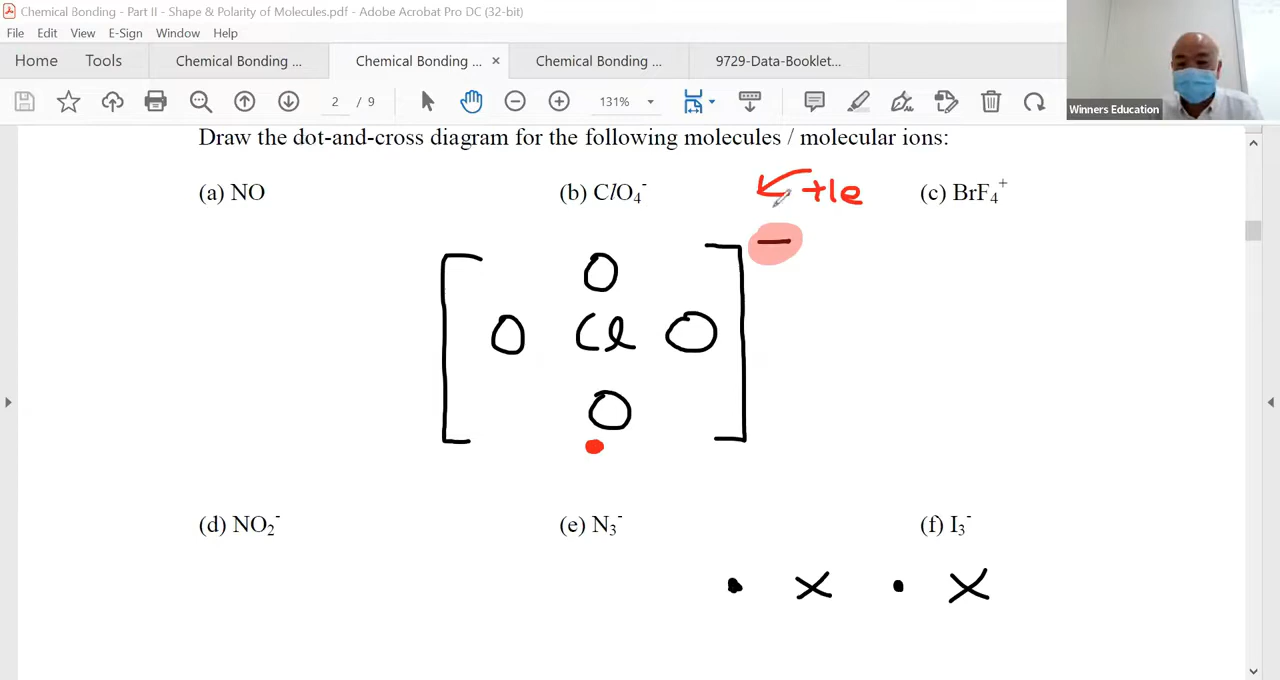 Chemical Bonding - Part II - Shape & Polarity of Molecules.pdf - Adobe Acrobat Pro DC (32-bit)
File Edit View E-Sign Window Help
Home Tools Chemical Bonding ... Chemical Bonding ... × Chemical Bonding ... 9729-Data-Booklet...
2 / 9 131%
Winners Education
Draw the dot-and-cross diagram for the following molecules / molecular ions:
+1e
(a) NO (b) ClO₄⁻ (c) BrF₄⁺
[ O ]⁻
O Cl O
O
(d) NO₂⁻ (e) N₃⁻ (f) I₃⁻
• x • x